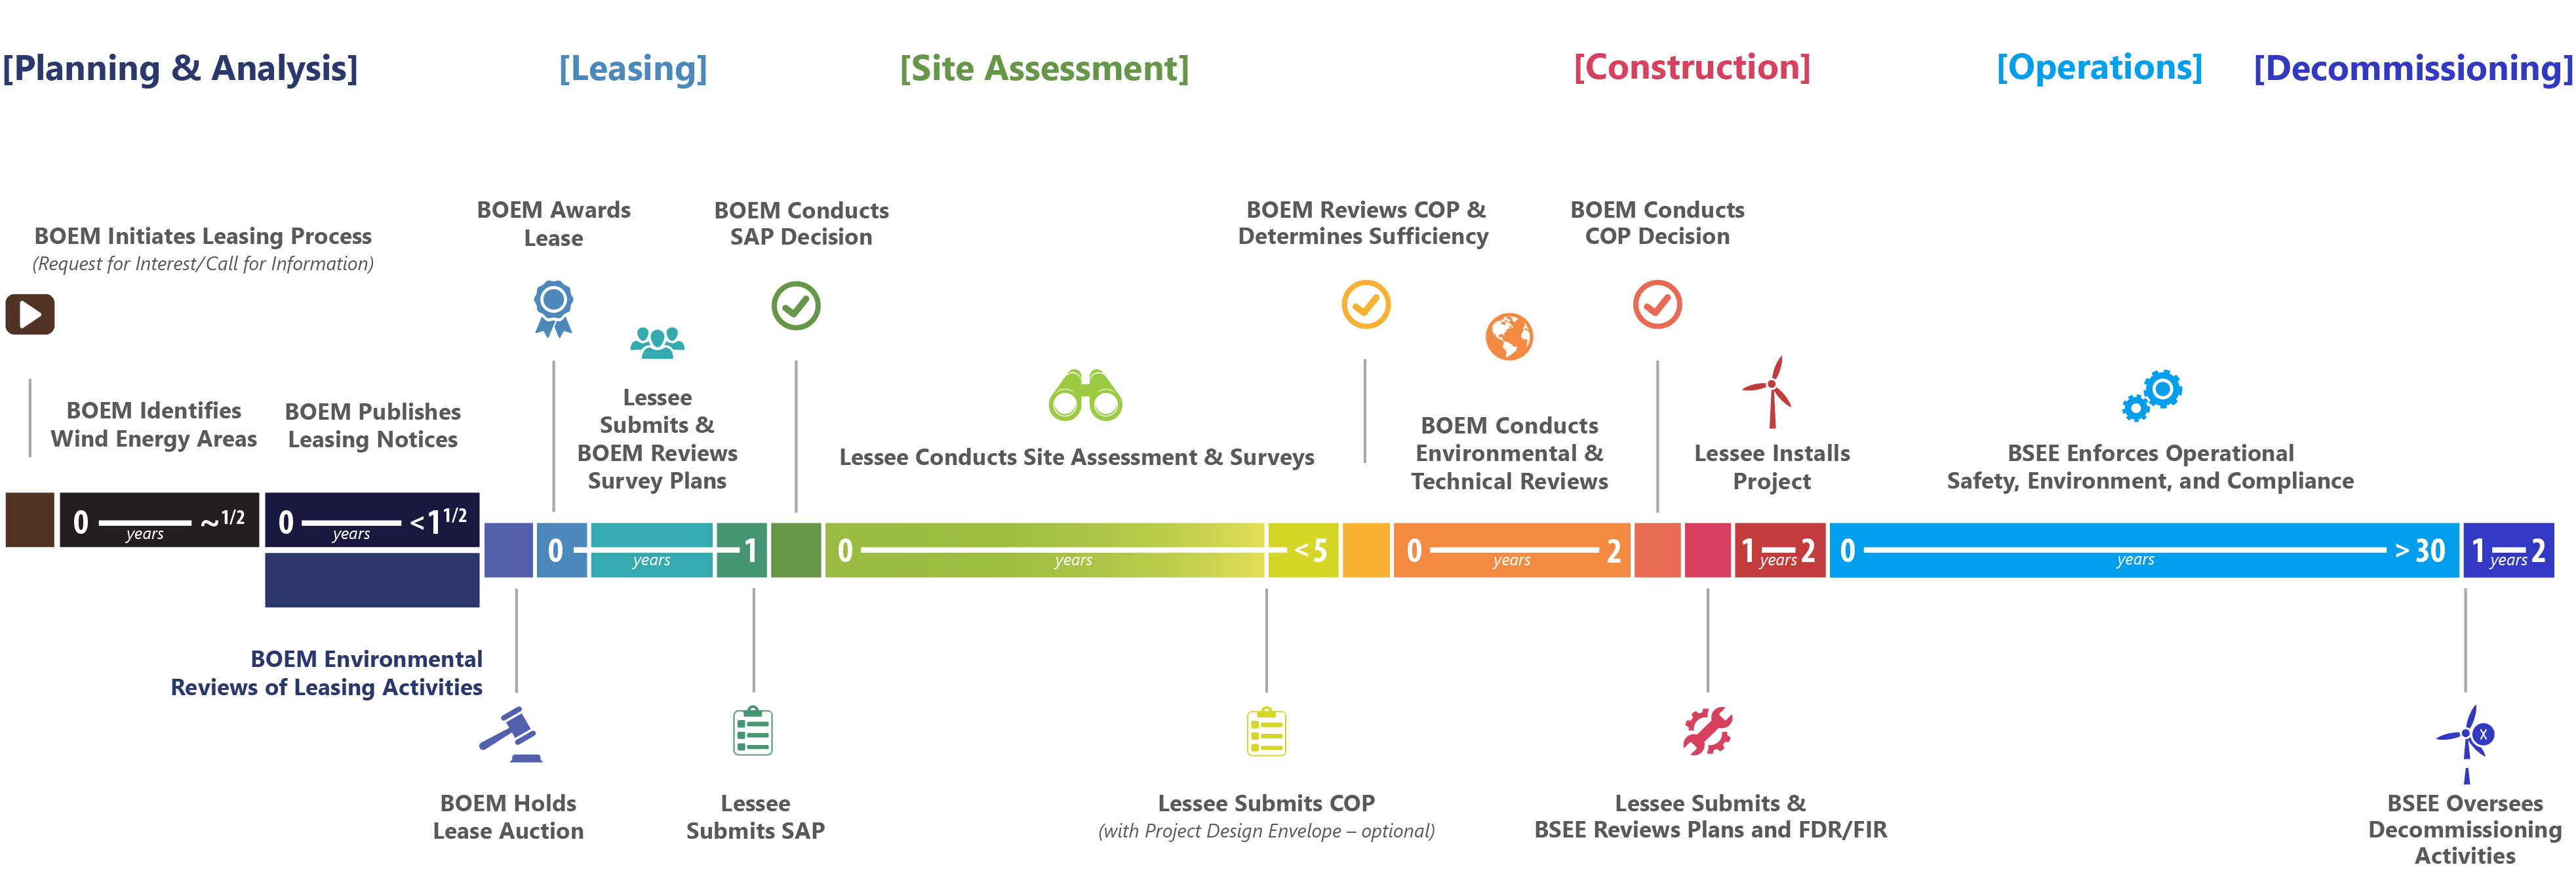 [Planning & Analysis]
[Leasing]
[Site Assessment]
[Construction]
[Operations]
[Decommissioning]
BOEM Initiates Leasing Process
(Request for Interest/Call for Information)
BOEM Identifies
Wind Energy Areas
BOEM Publishes
Leasing Notices
BOEM Awards
Lease
Lessee
Submits &
BOEM Reviews
Survey Plans
BOEM Conducts
SAP Decision
Lessee Conducts Site Assessment & Surveys
BOEM Reviews COP &
Determines Sufficiency
BOEM Conducts
Environmental &
Technical Reviews
BOEM Conducts
COP Decision
Lessee Installs
Project
BSEE Enforces Operational
Safety, Environment, and Compliance
0 years ~1/2
0 years <1 1/2
0 years 1
0 years <5
0 years 2
1 years 2
0 years >30
1 years 2
BOEM Environmental
Reviews of Leasing Activities
BOEM Holds
Lease Auction
Lessee
Submits SAP
Lessee Submits COP
(with Project Design Envelope – optional)
Lessee Submits &
BSEE Reviews Plans and FDR/FIR
X
BSEE Oversees
Decommissioning
Activities